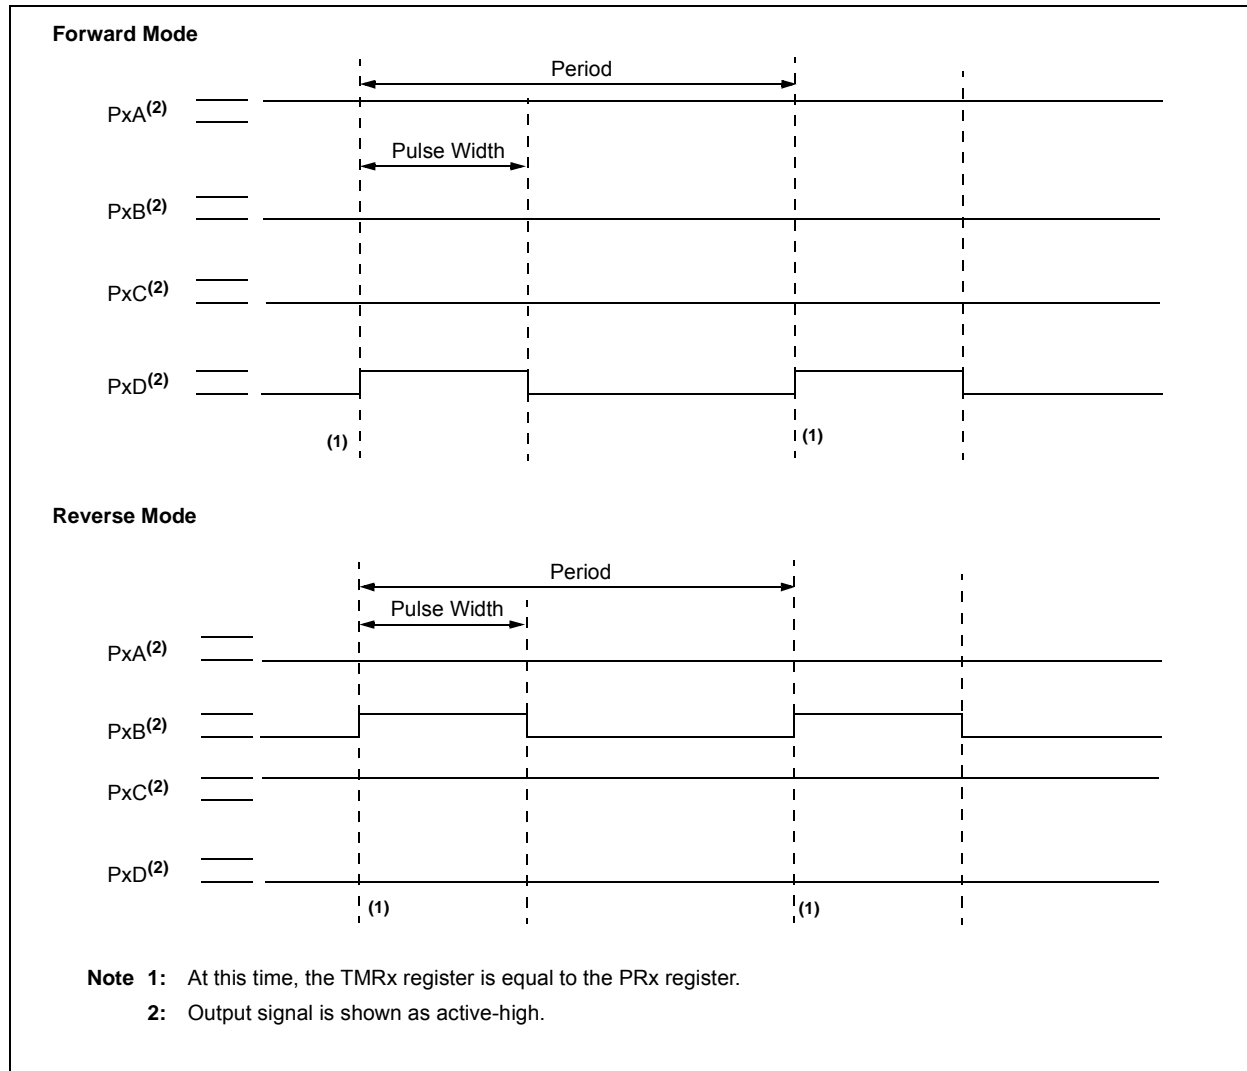 Forward Mode
Period
PxA(2)
Pulse Width
PxB(2)
PxC(2)
PxD(2)
(1) (1)
Reverse Mode
Period
Pulse Width
PxA(2)
PxB(2)
PxC(2)
PxD(2)
(1) (1)
Note 1: At this time, the TMRx register is equal to the PRx register.
2: Output signal is shown as active-high.